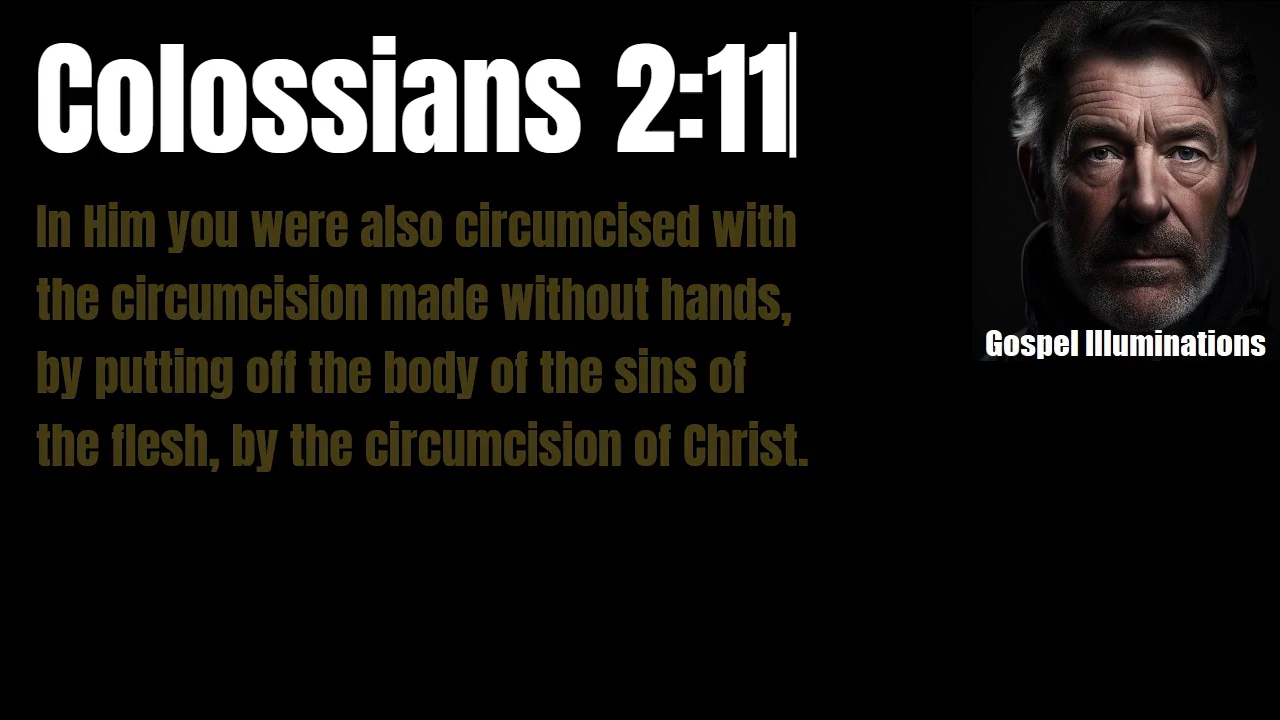 Colossians 2:11
In Him you were also circumcised with
the circumcision made without hands,
by putting off the body of the sins of
the flesh, by the circumcision of Christ.
Gospel Illuminations